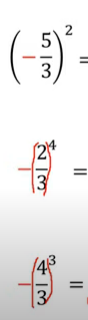 (-5/3)² =
-(2/3)⁴ =
-(4/3)³ =